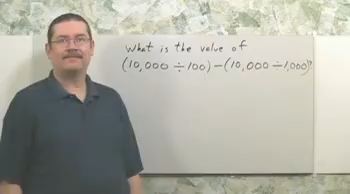 What is the value of
(10,000 ÷ 100) – (10,000 ÷ 1,000)?